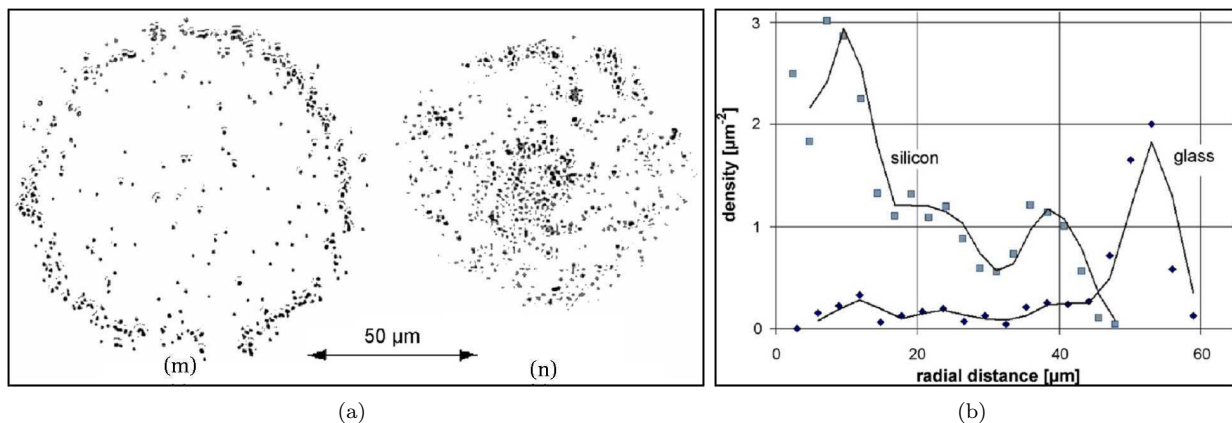 (m)
50 µm
(n)
(a)
3
2
1
0
density [µm⁻²]
silicon
glass
0
20
40
60
radial distance [µm]
(b)